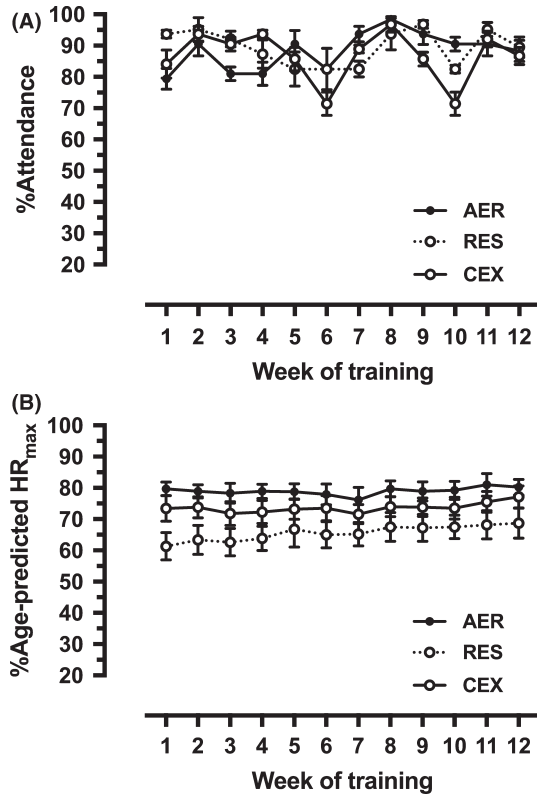 (A)
100
90
80
70
60
50
40
30
20
%Attendance
AER
RES
CEX
1 2 3 4 5 6 7 8 9 10 11 12
Week of training
(B)
100
90
80
70
60
50
40
30
20
%Age-predicted HRmax
AER
RES
CEX
1 2 3 4 5 6 7 8 9 10 11 12
Week of training